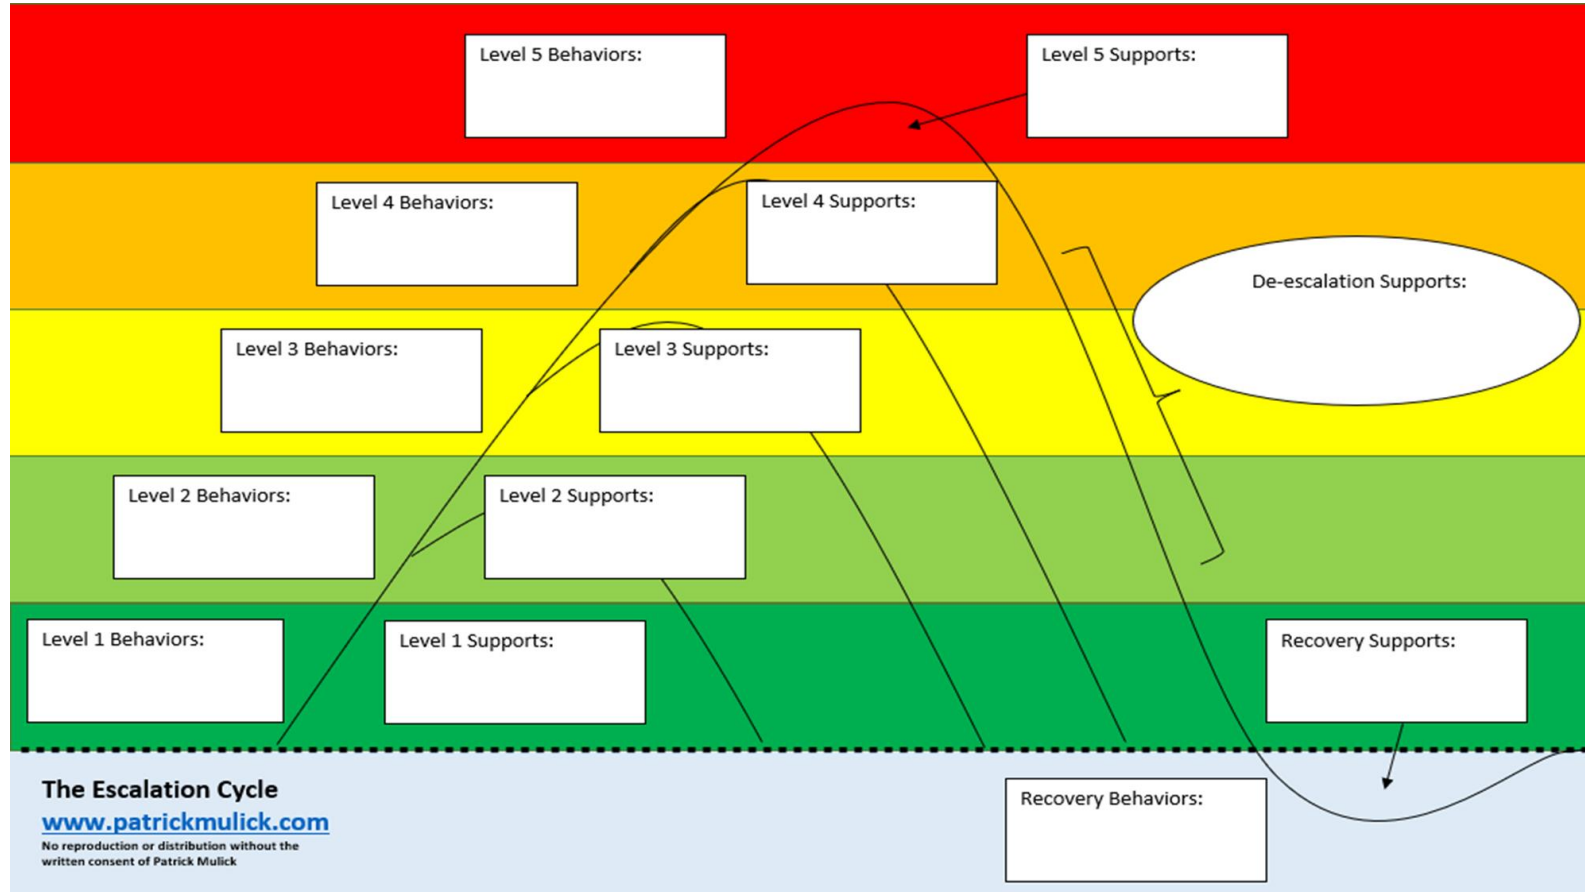 Level 5 Behaviors:
Level 5 Supports:
Level 4 Behaviors:
Level 4 Supports:
De-escalation Supports:
Level 3 Behaviors:
Level 3 Supports:
Level 2 Behaviors:
Level 2 Supports:
Level 1 Behaviors:
Level 1 Supports:
Recovery Supports:
The Escalation Cycle
www.patrickmulick.com
No reproduction or distribution without the
written consent of Patrick Mulick
Recovery Behaviors: